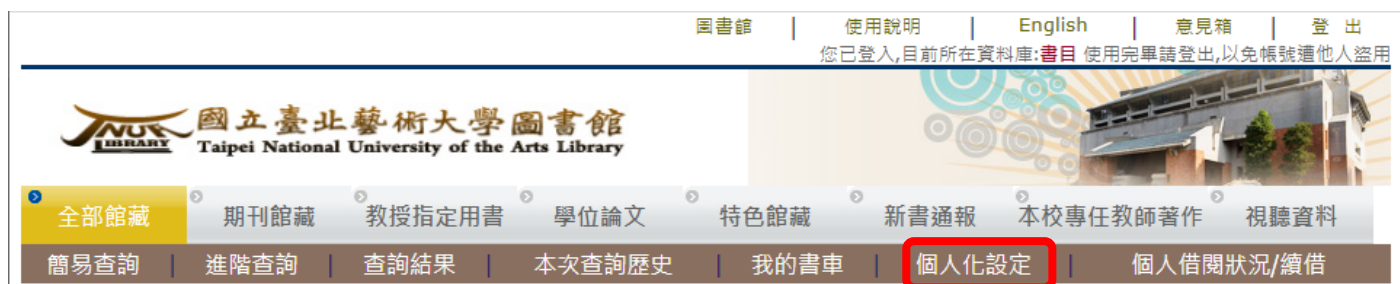 圖書館 | 使用說明 | English | 意見箱 | 登 出
您已登入,目前所在資料庫:書目 使用完畢請登出,以免帳號遭他人盜用
TNUA LIBRARY
國立臺北藝術大學圖書館
Taipei National University of the Arts Library
全部館藏 期刊館藏 教授指定用書 學位論文 特色館藏 新書通報 本校專任教師著作 視聽資料
簡易查詢 | 進階查詢 | 查詢結果 | 本次查詢歷史 | 我的書車 | 個人化設定 | 個人借閱狀況/續借